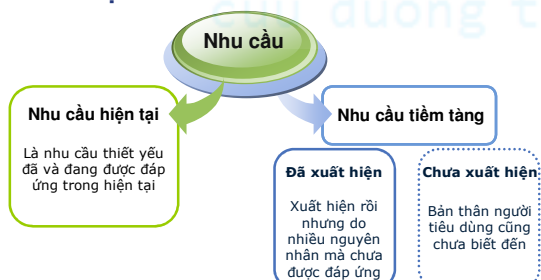 cuu duong t
Nhu cầu
Nhu cầu hiện tại
Là nhu cầu thiết yếu
đã và đang được đáp
ứng trong hiện tại
Nhu cầu tiềm tàng
Đã xuất hiện
Xuất hiện rồi
nhưng do
nhiều nguyên
nhân mà chưa
được đáp ứng
Chưa xuất hiện
Bản thân người
tiêu dùng cũng
chưa biết đến